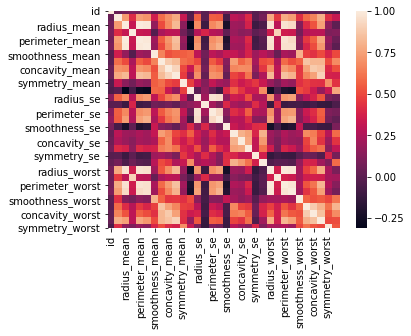 id
radius_mean
perimeter_mean
smoothness_mean
concavity_mean
symmetry_mean
radius_se
perimeter_se
smoothness_se
concavity_se
symmetry_se
radius_worst
perimeter_worst
smoothness_worst
concavity_worst
symmetry_worst
id
radius_mean
perimeter_mean
smoothness_mean
concavity_mean
symmetry_mean
radius_se
perimeter_se
smoothness_se
concavity_se
symmetry_se
radius_worst
perimeter_worst
smoothness_worst
concavity_worst
symmetry_worst
1.00
0.75
0.50
0.25
0.00
−0.25